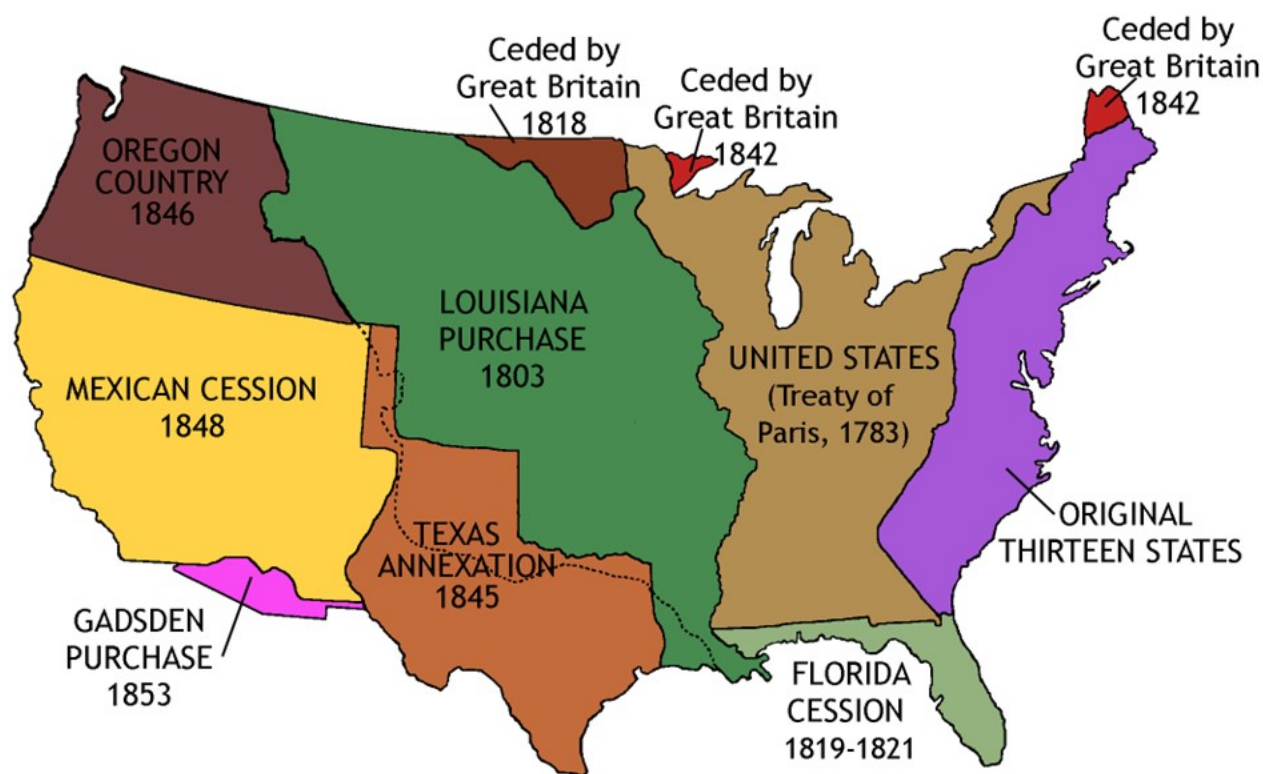 Ceded by
Great Britain
1818
Ceded by
Great Britain
1842
Ceded by
Great Britain
1842
OREGON
COUNTRY
1846
LOUISIANA
PURCHASE
1803
UNITED STATES
(Treaty of
Paris, 1783)
MEXICAN CESSION
1848
ORIGINAL
THIRTEEN STATES
TEXAS
ANNEXATION
1845
GADSDEN
PURCHASE
1853
FLORIDA
CESSION
1819-1821